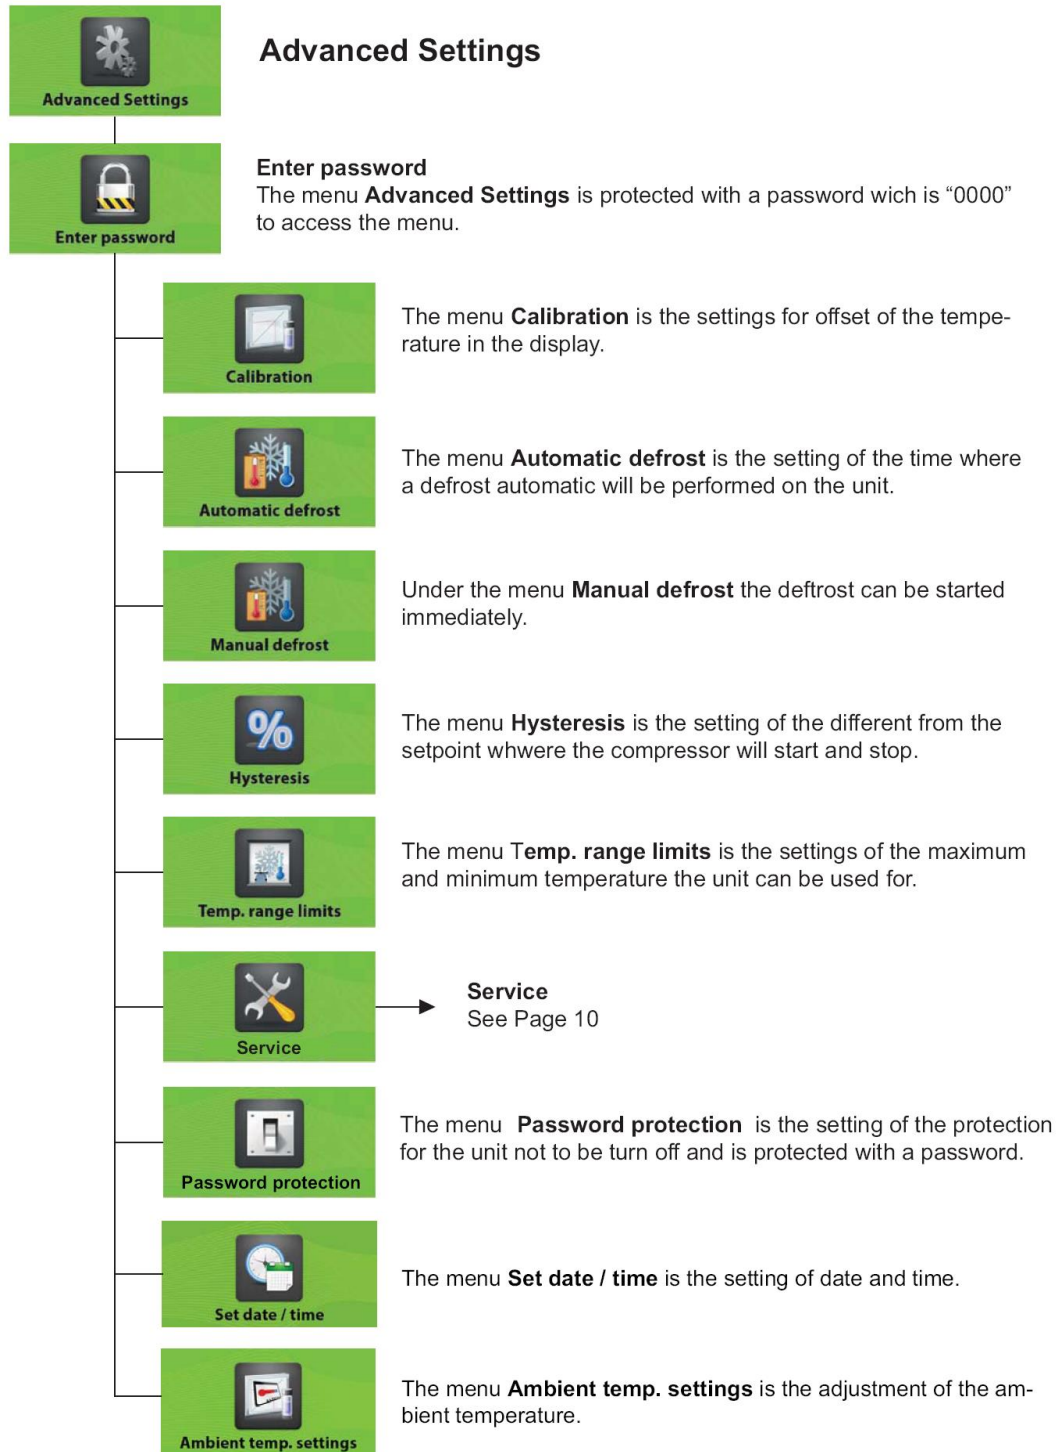 Advanced Settings
Advanced Settings
Enter password
Enter password
The menu Advanced Settings is protected with a password wich is “0000”
to access the menu.
Calibration
The menu Calibration is the settings for offset of the tempe-
rature in the display.
Automatic defrost
The menu Automatic defrost is the setting of the time where
a defrost automatic will be performed on the unit.
Manual defrost
Under the menu Manual defrost the deftrost can be started
immediately.
%
Hysteresis
The menu Hysteresis is the setting of the different from the
setpoint whwere the compressor will start and stop.
Temp. range limits
The menu Temp. range limits is the settings of the maximum
and minimum temperature the unit can be used for.
Service
Service
See Page 10
Password protection
The menu Password protection is the setting of the protection
for the unit not to be turn off and is protected with a password.
Set date / time
The menu Set date / time is the setting of date and time.
Ambient temp. settings
The menu Ambient temp. settings is the adjustment of the am-
bient temperature.